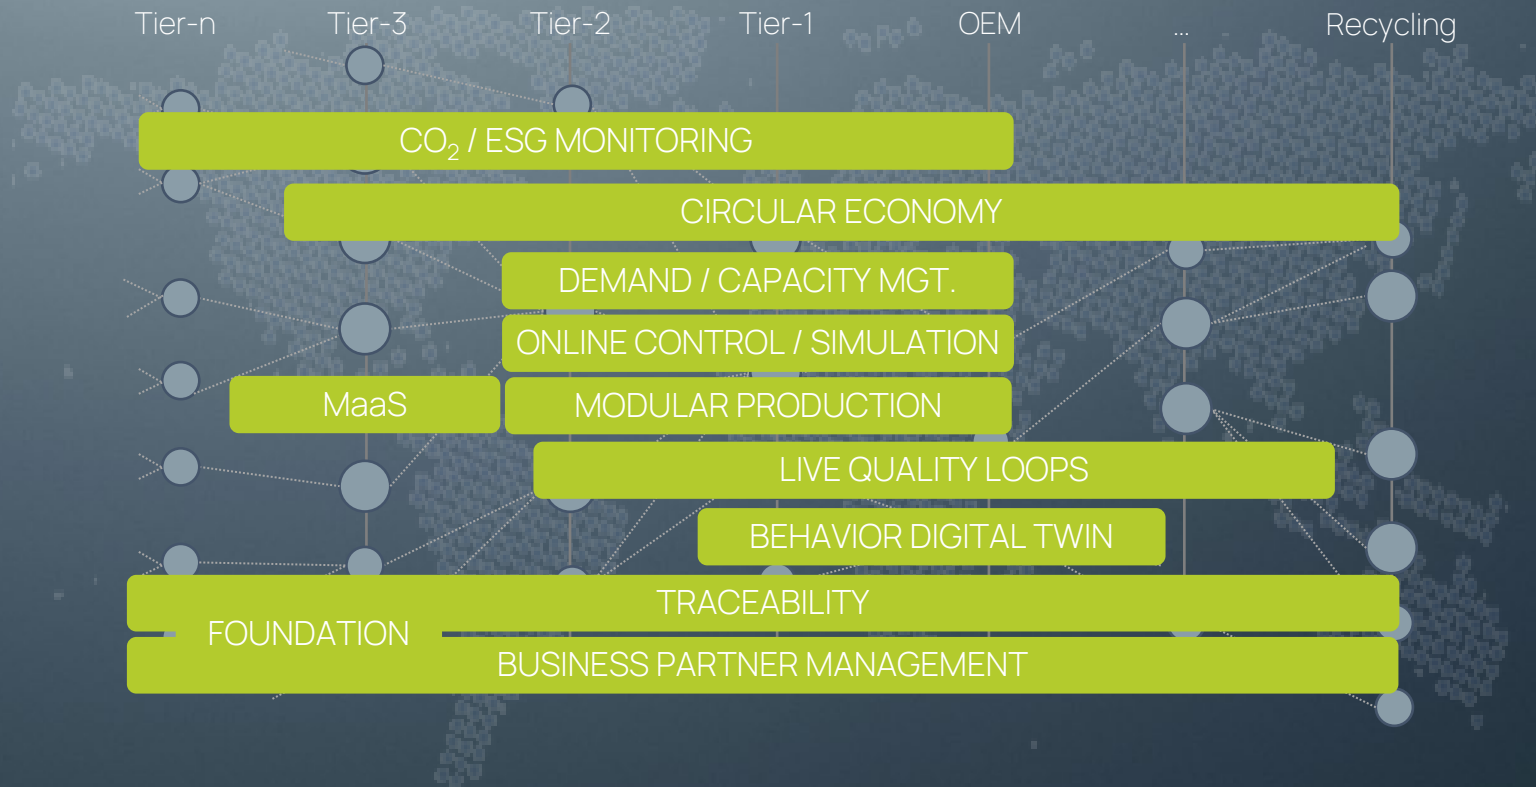 Tier-n Tier-3 Tier-2 Tier-1 OEM ... Recycling
CO₂ / ESG MONITORING
CIRCULAR ECONOMY
DEMAND / CAPACITY MGT.
ONLINE CONTROL / SIMULATION
MaaS MODULAR PRODUCTION
LIVE QUALITY LOOPS
BEHAVIOR DIGITAL TWIN
TRACEABILITY
FOUNDATION
BUSINESS PARTNER MANAGEMENT